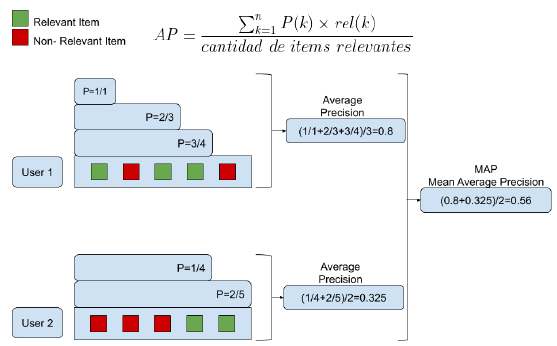 Relevant Item
Non- Relevant Item
AP = \frac{\sum_{k=1}^{n} P(k) × rel(k)}{cantidad de items relevantes}
P=1/1
P=2/3
P=3/4
User 1
Average
Precision
(1/1+2/3+3/4)/3=0.8
MAP
Mean Average Precision
(0.8+0.325)/2=0.56
P=1/4
P=2/5
User 2
Average
Precision
(1/4+2/5)/2=0.325